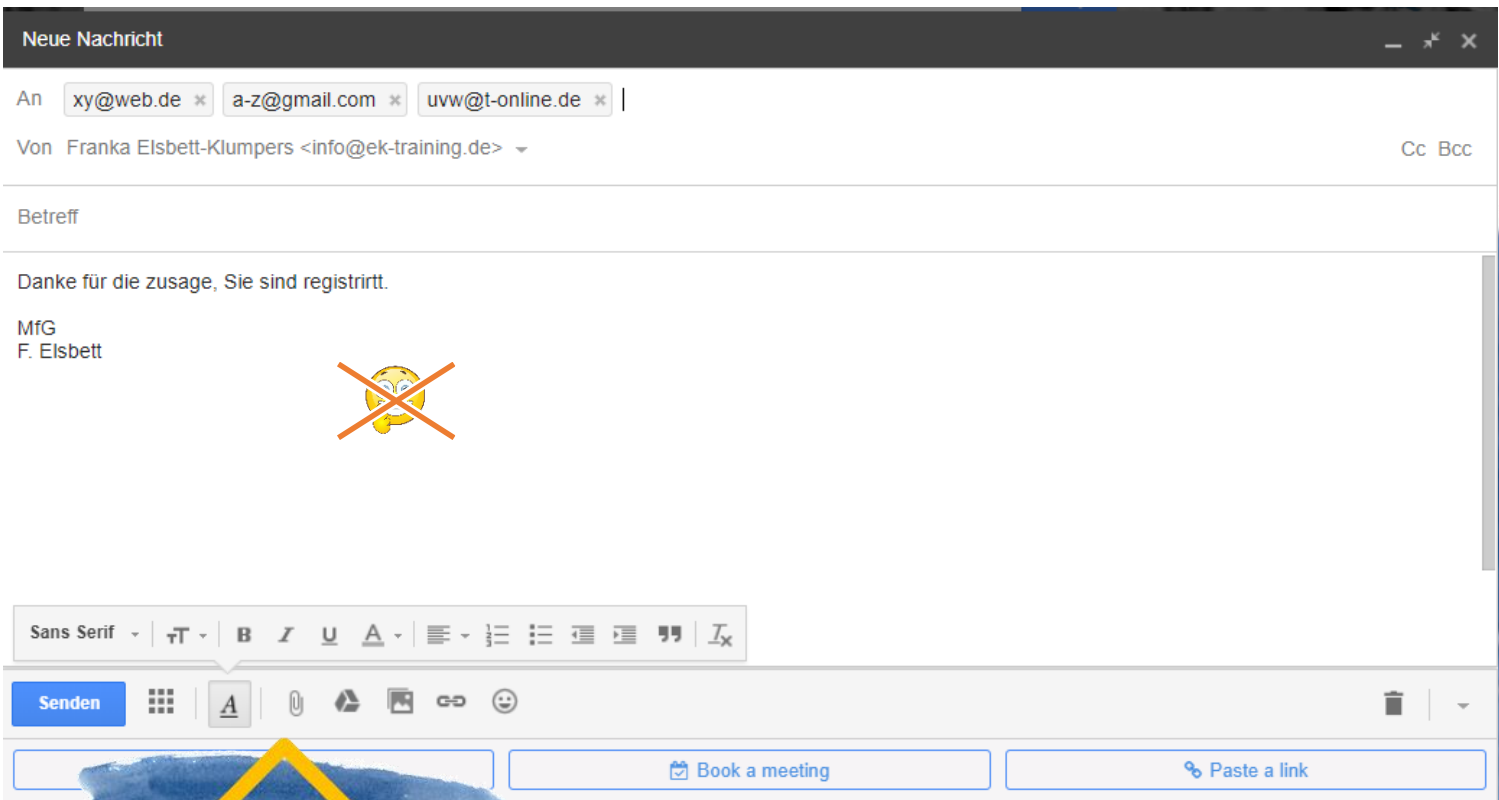 Neue Nachricht
An xy@web.de a-z@gmail.com uvw@t-online.de
Von Franka Elsbett-Klumpers <info@ek-training.de>
Cc Bcc
Betreff
Danke für die zusage, Sie sind registrirtt.
MfG
F. Elsbett
Sans Serif
Senden
Book a meeting
Paste a link